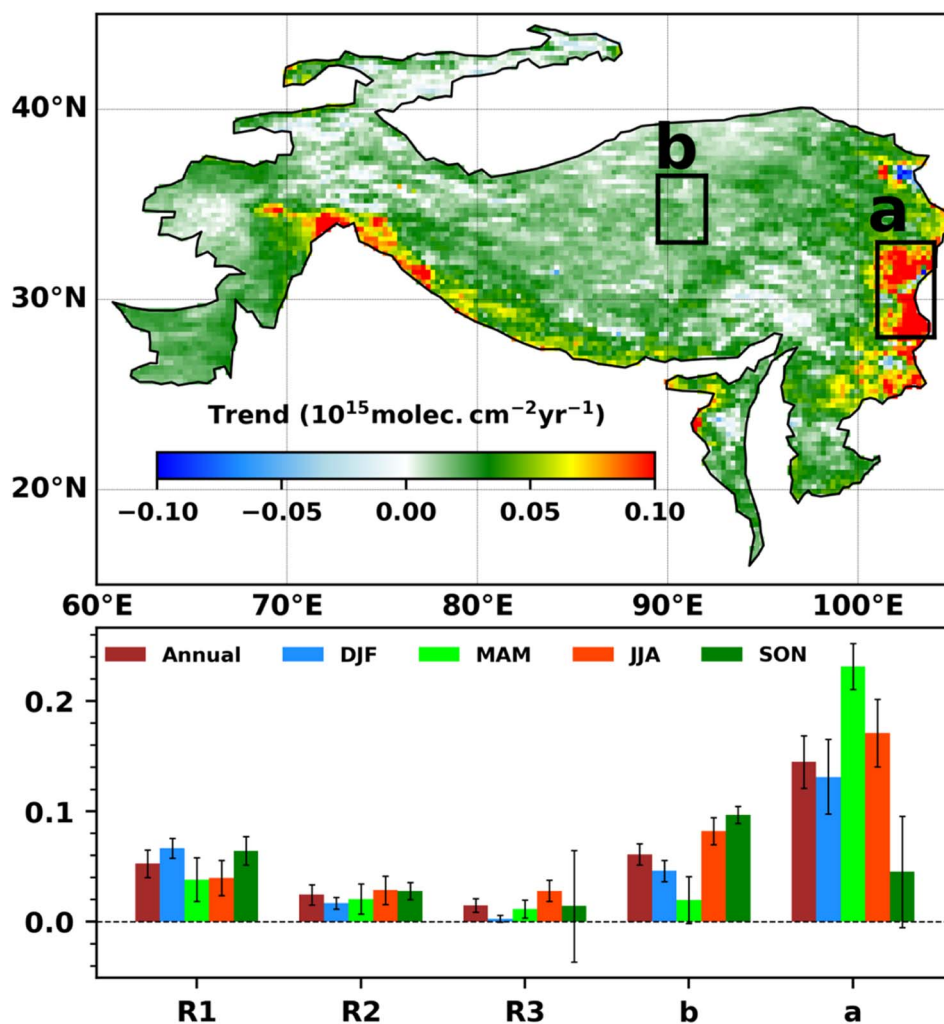 40°N
b
a
30°N
Trend (10¹⁵molec. cm⁻²yr⁻¹)
20°N
−0.10 −0.05 0.00 0.05 0.10
60°E 70°E 80°E 90°E 100°E
Annual DJF MAM JJA SON
0.2
0.1
0.0
R1 R2 R3 b a